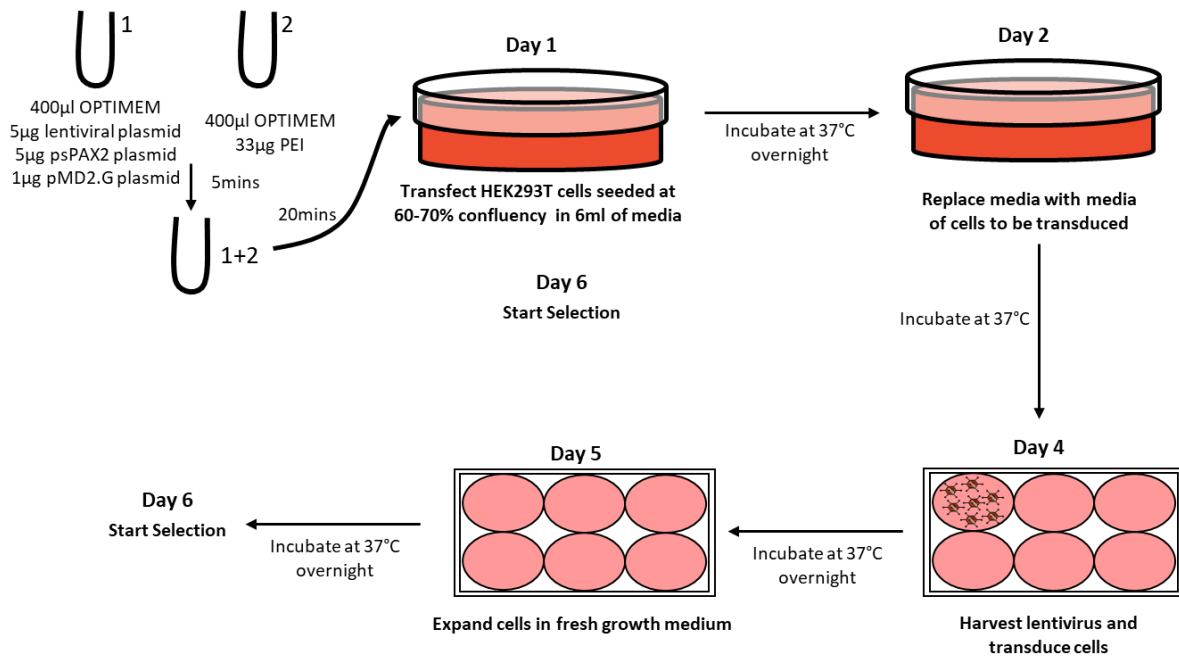 1
400µl OPTIMEM
5µg lentiviral plasmid
5µg psPAX2 plasmid
1µg pMD2.G plasmid
2
400µl OPTIMEM
33µg PEI
5mins
1+2
20mins
Day 1
Transfect HEK293T cells seeded at
60-70% confluency in 6ml of media
Incubate at 37°C
overnight
Day 2
Replace media with media
of cells to be transduced
Day 6
Start Selection
Incubate at 37°C
Day 4
Harvest lentivirus and
transduce cells
Incubate at 37°C
overnight
Day 5
Expand cells in fresh growth medium
Incubate at 37°C
overnight
Day 6
Start Selection